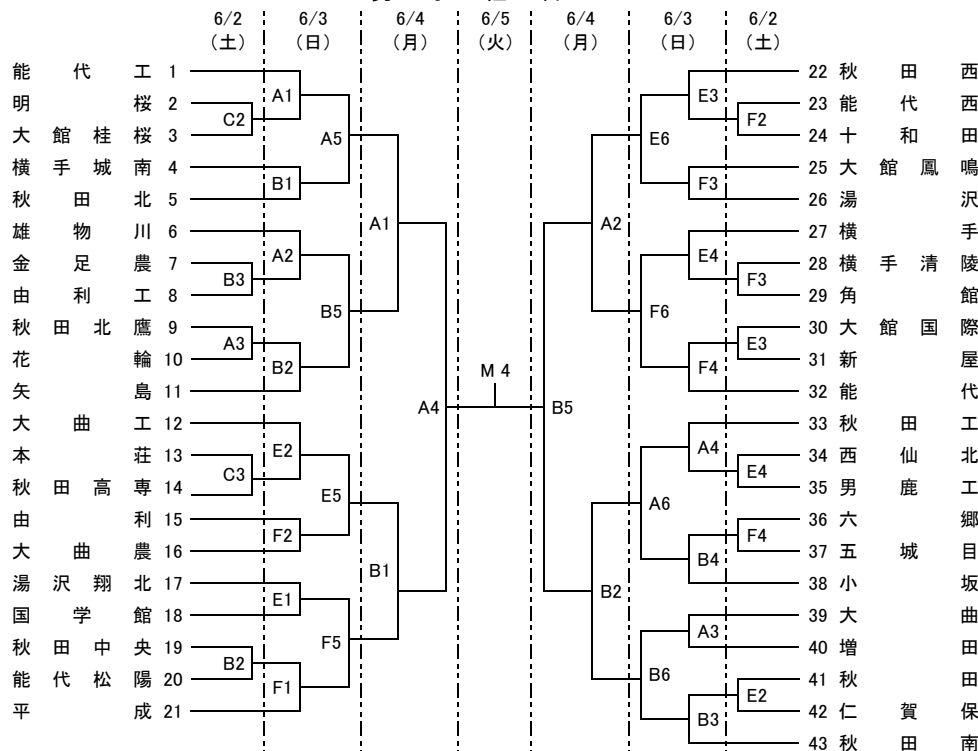 6/2 6/3 6/4 6/5 6/4 6/3 6/2
(土) (日) (月) (火) (月) (日) (土)
能代工 1 22 秋田西
A1 E3
明桜 2 23 能代西
C2 F2
大館桂桜 3 24 十和田
A5 E6
横手城南 4 25 大館鳳鳴
B1 F3
秋田北 5 26 湯沢
A1 A2
雄物川 6 27 横手
A2 E4
金足農 7 28 横手清陵
B3 F3
由利工 8 29 角館
B5 F6
秋田北鷹 9 30 大館国際
A3 E3
花輪 10 31 新屋
B2 F4
矢島 11 32 能代
M 4
A4 B5
大曲工 12 33 秋田工
E2 A4
本荘 13 34 西仙北
C3 E4
秋田高専 14 35 男鹿工
E5 A6
由利 15 36 六郷
F2 F4
大曲農 16 37 五城目
B4
B1 B2
湯沢翔北 17 38 小坂
E1
国学館 18 39 大曲
F5 A3
秋田中央 19 40 増田
B2 B6
能代松陽 20 41 秋田
F1 E2
平成 21 42 仁賀保
B3
43 秋田南